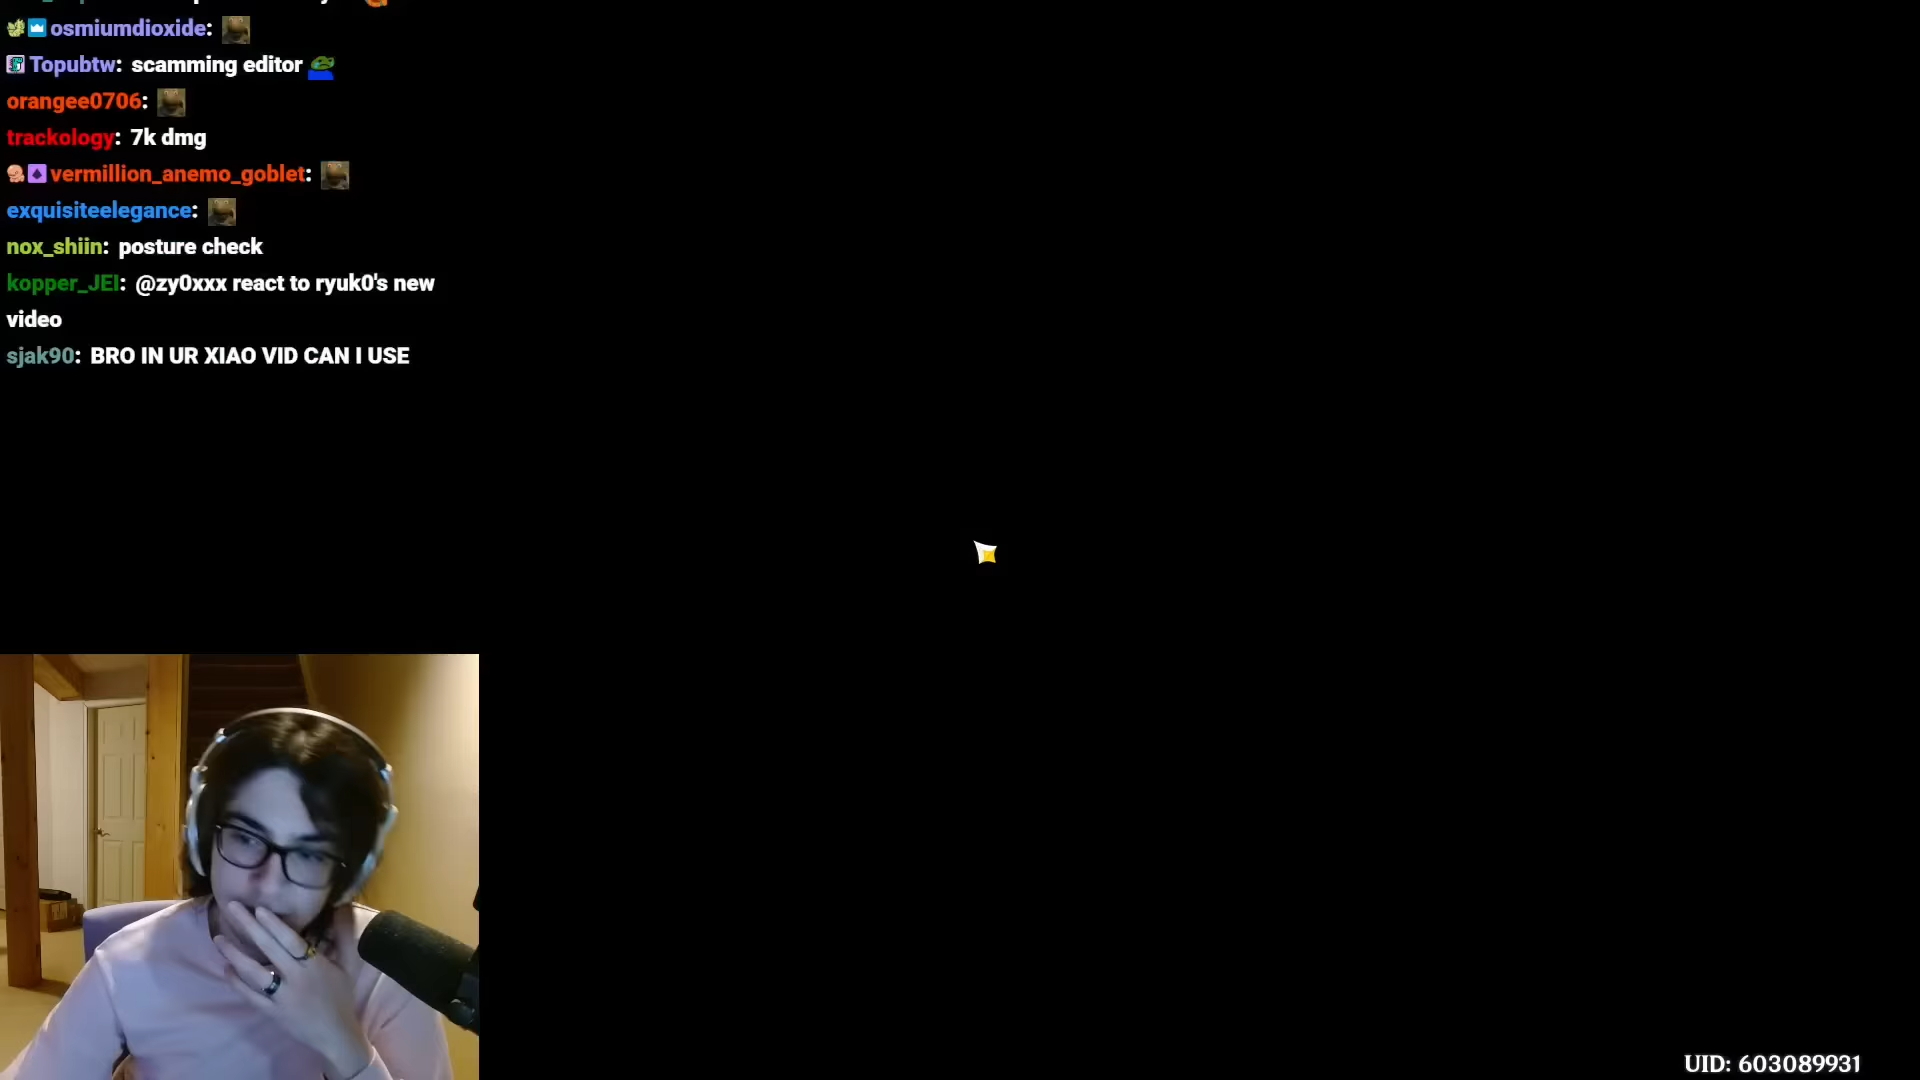 osmiumdioxide:
Topubtw: scamming editor
orangee0706:
trackology: 7k dmg
vermillion_anemo_goblet:
exquisiteelegance:
nox_shiin: posture check
kopper_JEI: @zy0xxx react to ryuk0's new
video
sjak90: BRO IN UR XIAO VID CAN I USE
UID: 603089931